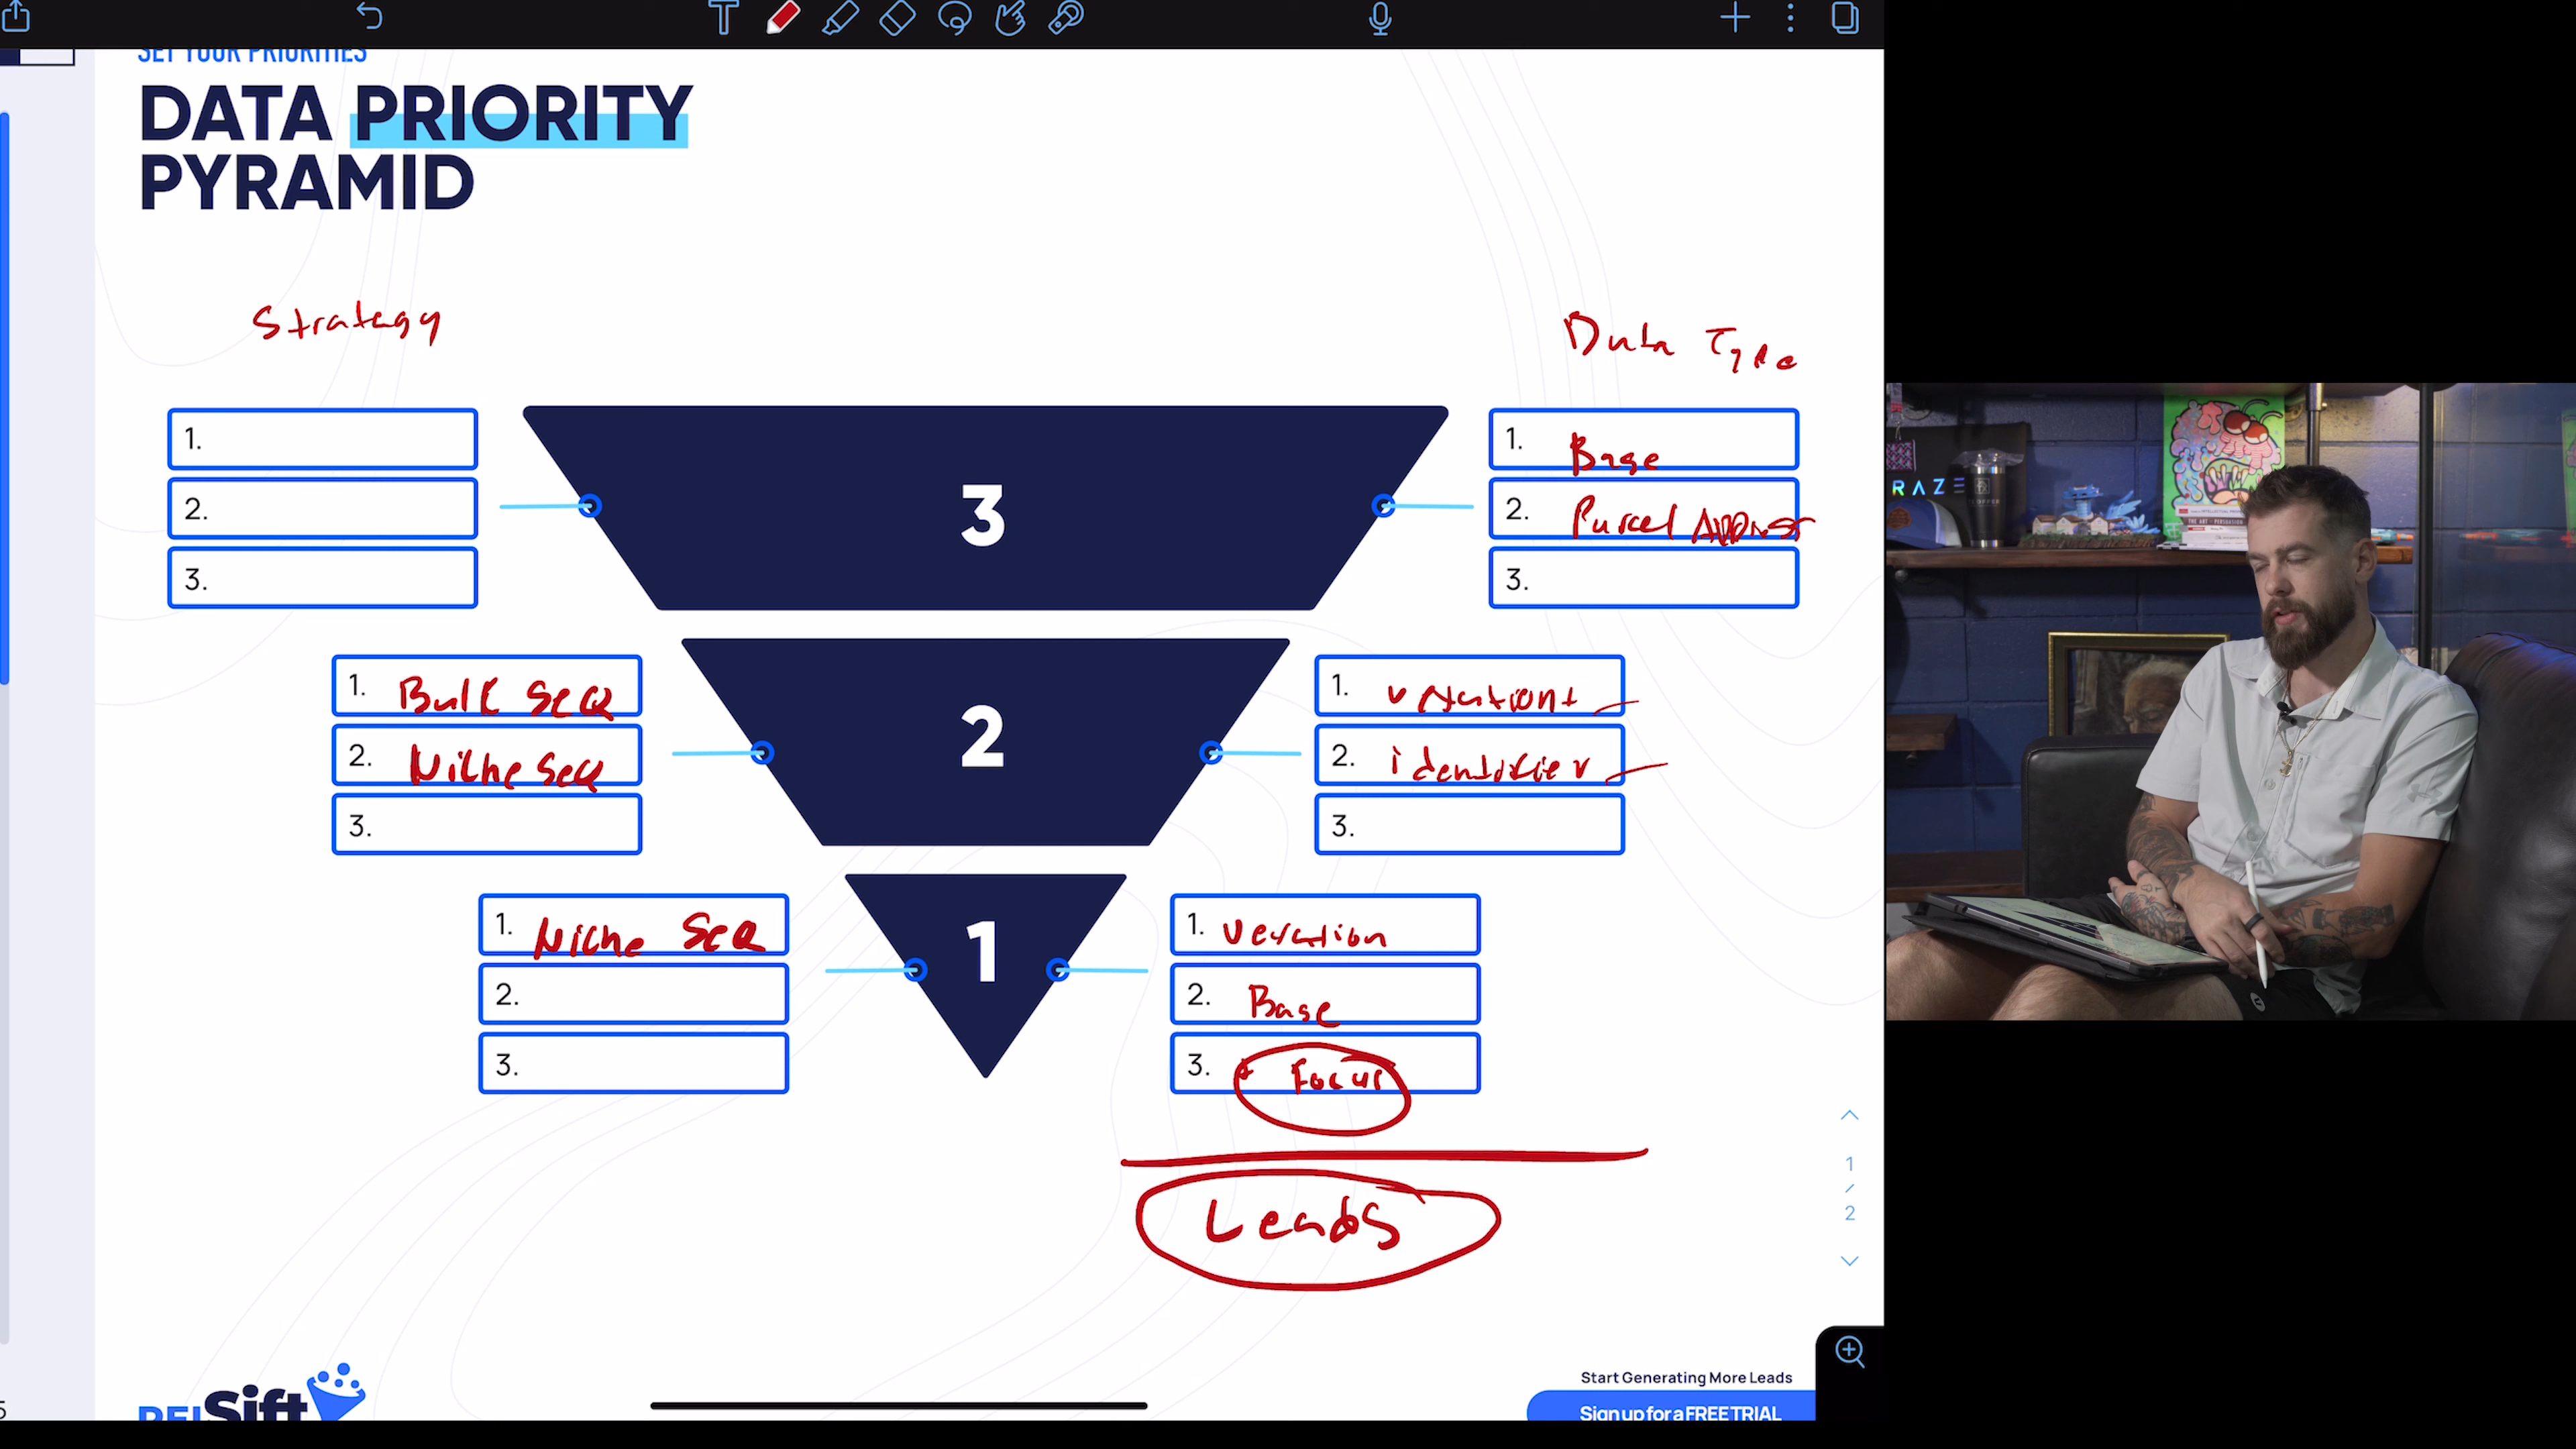 SET YOUR PRIORITIES
DATA PRIORITY
PYRAMID
Strategy
Data Type
1.
2.
3.
3
1. Base
2. Parcel Address
3.
1. Bulk SEQ
2. Niche Seq
3.
2
1.
2. identifier
3.
1. Niche SEQ
2.
3.
1
1.
2. Base
3. Focus
Leads
1
/
2
REISift
Start Generating More Leads
Sign up for a FREE TRIAL
5
RAZE